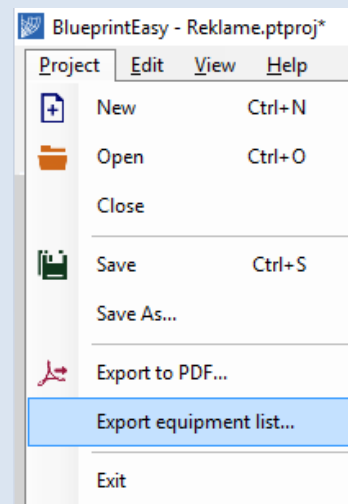 BlueprintEasy - Reklame.ptproj*
Project Edit View Help
New Ctrl+N
Open Ctrl+O
Close
Save Ctrl+S
Save As...
Export to PDF...
Export equipment list...
Exit